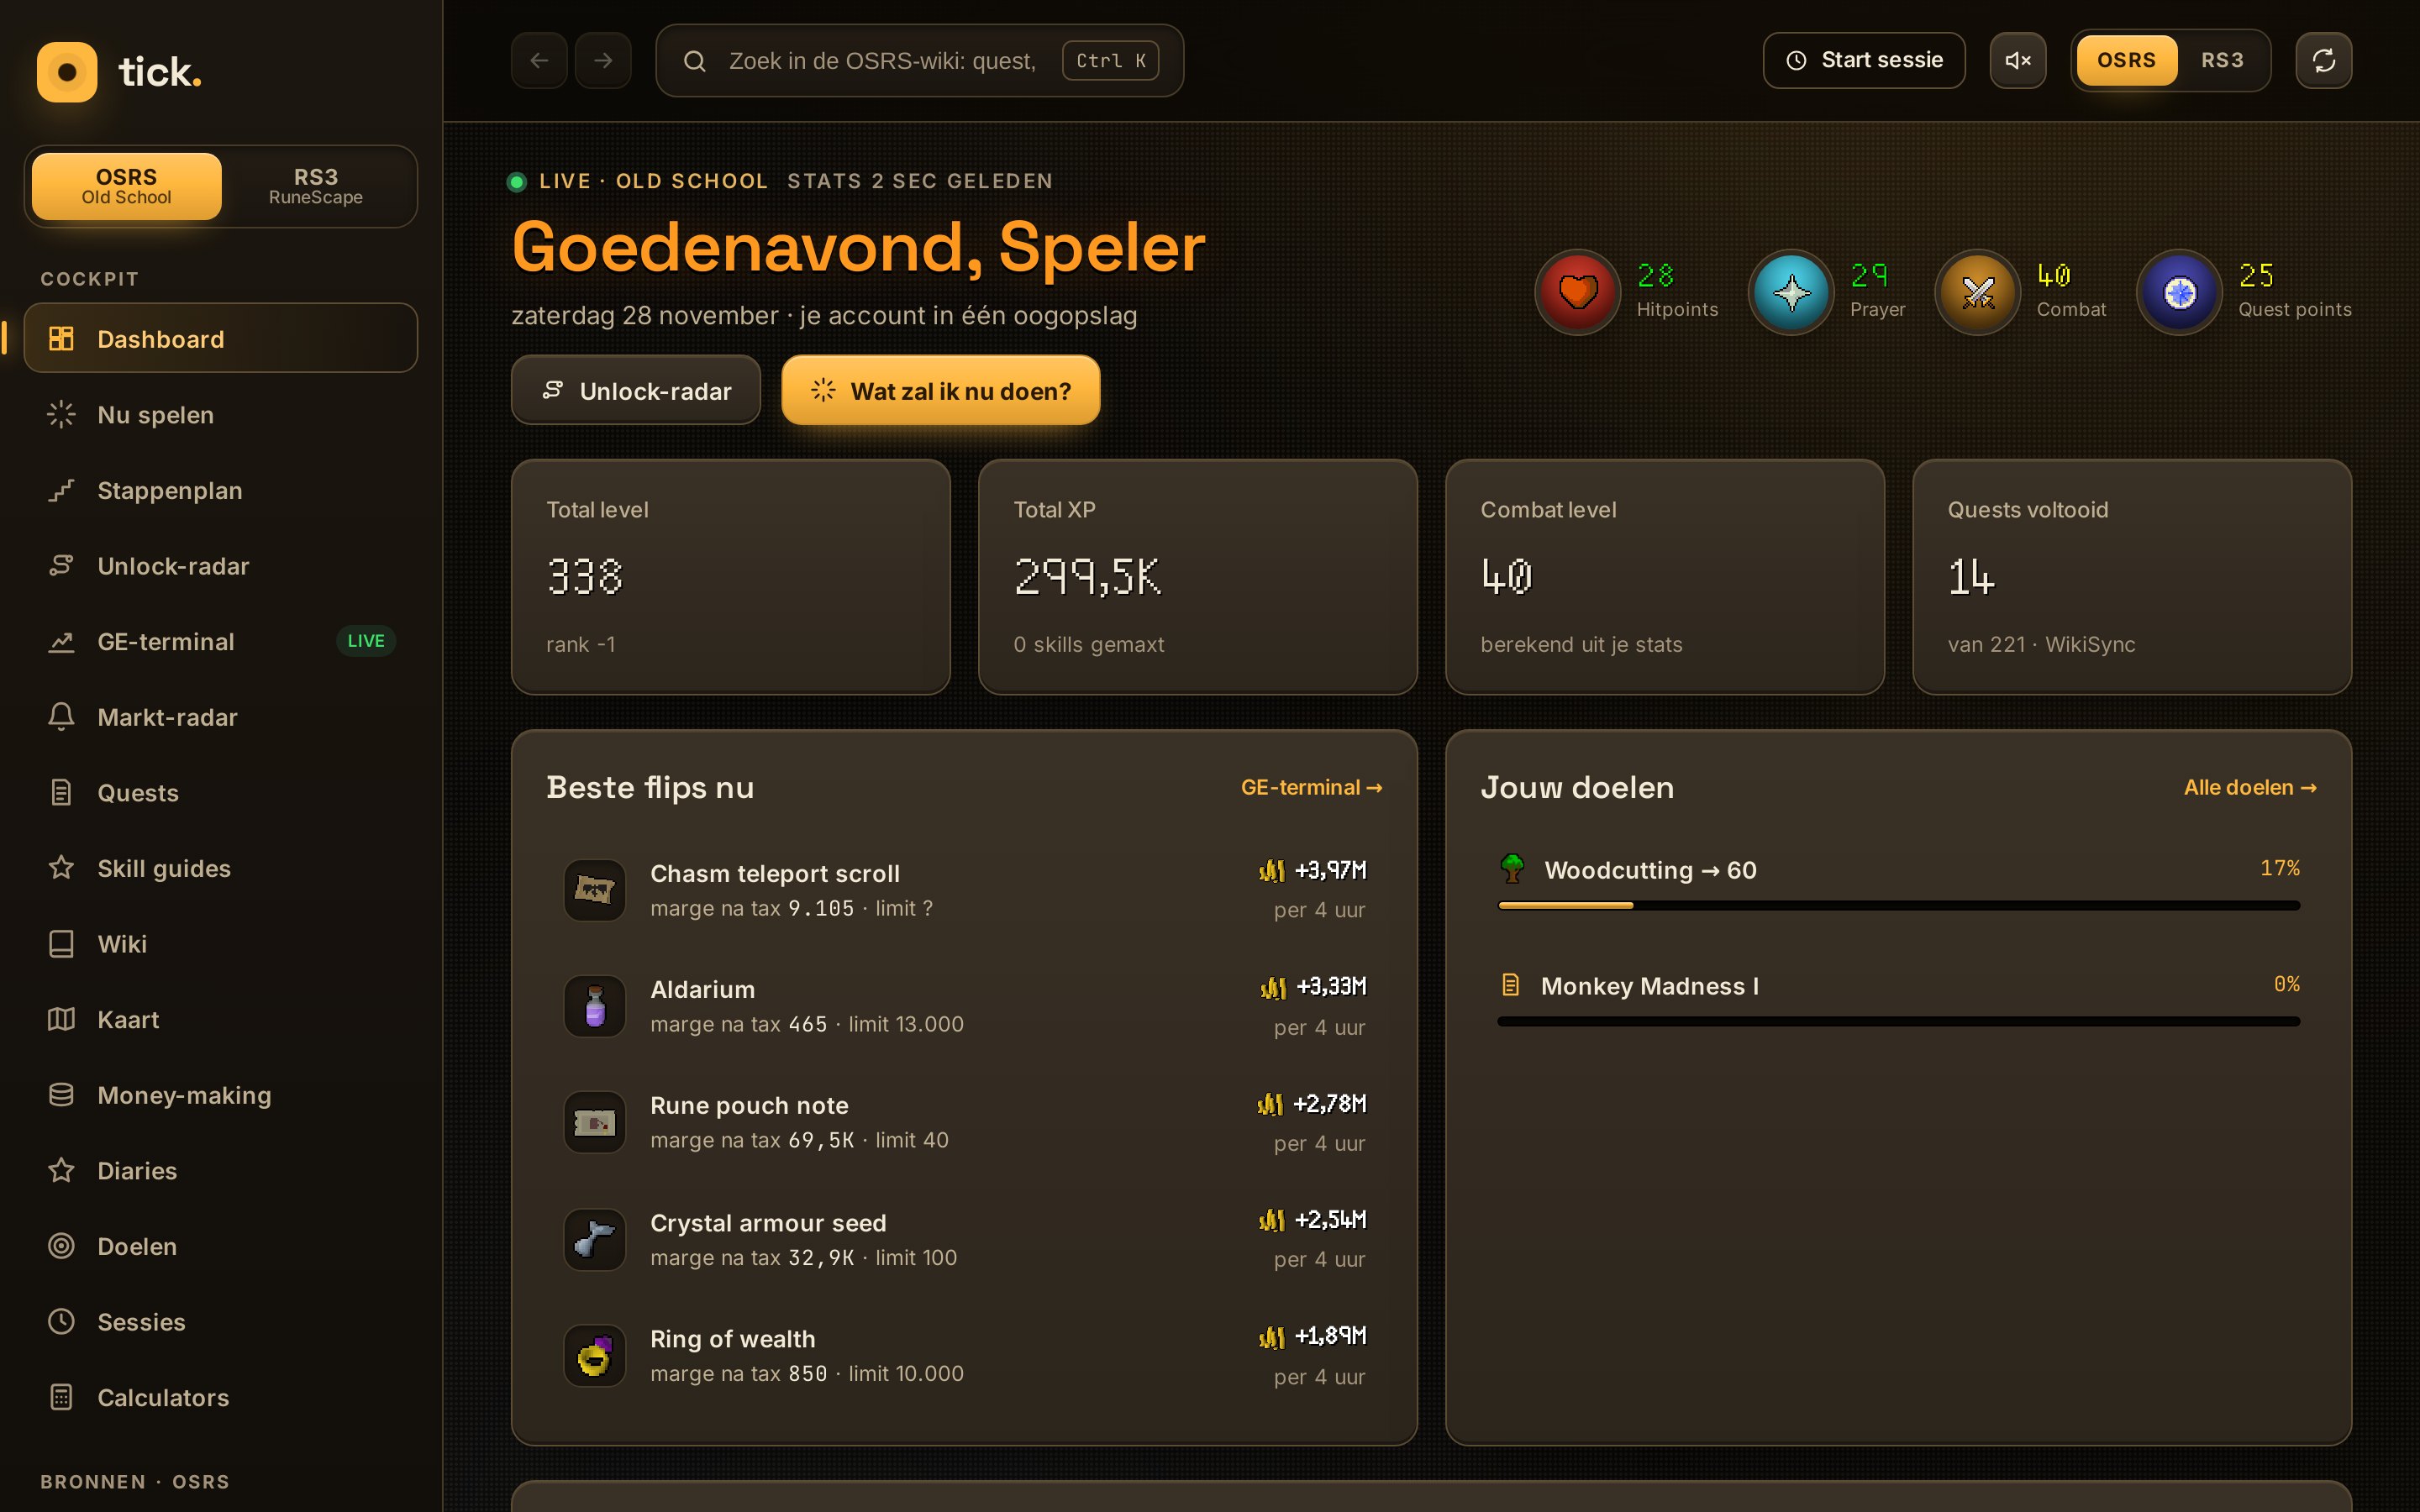 tick.
OSRS
Old School
RS3
RuneScape
COCKPIT
Dashboard
Nu spelen
Stappenplan
Unlock-radar
GE-terminal LIVE
Markt-radar
Quests
Skill guides
Wiki
Kaart
Money-making
Diaries
Doelen
Sessies
Calculators
BRONNEN · OSRS
Zoek in de OSRS-wiki: quest, Ctrl K
Start sessie
OSRS RS3
LIVE · OLD SCHOOL STATS 2 SEC GELEDEN
Goedenavond, Speler
zaterdag 28 november · je account in één oogopslag
Unlock-radar
Wat zal ik nu doen?
28
Hitpoints
29
Prayer
40
Combat
25
Quest points
Total level
338
rank -1
Total XP
299,5K
0 skills gemaxt
Combat level
40
berekend uit je stats
Quests voltooid
14
van 221 · WikiSync
Beste flips nu GE-terminal →
Chasm teleport scroll +3,97M
marge na tax 9.105 · limit ? per 4 uur
Aldarium +3,33M
marge na tax 465 · limit 13.000 per 4 uur
Rune pouch note +2,78M
marge na tax 69,5K · limit 40 per 4 uur
Crystal armour seed +2,54M
marge na tax 32,9K · limit 100 per 4 uur
Ring of wealth +1,89M
marge na tax 850 · limit 10.000 per 4 uur
Jouw doelen Alle doelen →
Woodcutting → 60 17%
Monkey Madness I 0%